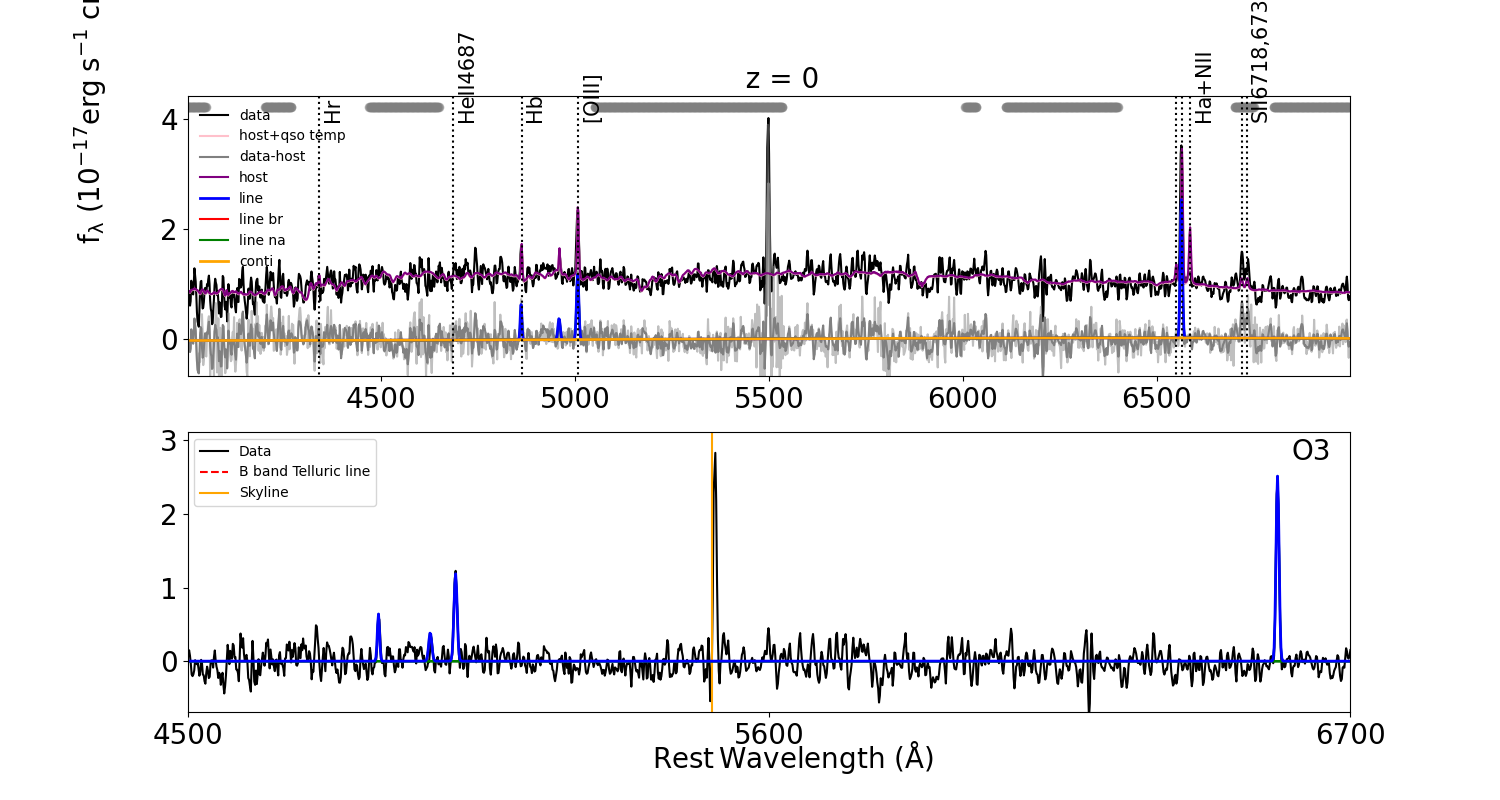 z = 0
fλ (10−17erg s−1
Hr
HeII4687
Hb
[OIII]
Ha+NII
SII6718,673
data
host+qso temp
data-host
host
line
line br
line na
conti
4
2
0
4500
5000
5500
6000
6500
O3
Data
B band Telluric line
Skyline
3
2
1
0
4500
5600
6700
Rest Wavelength (Å)